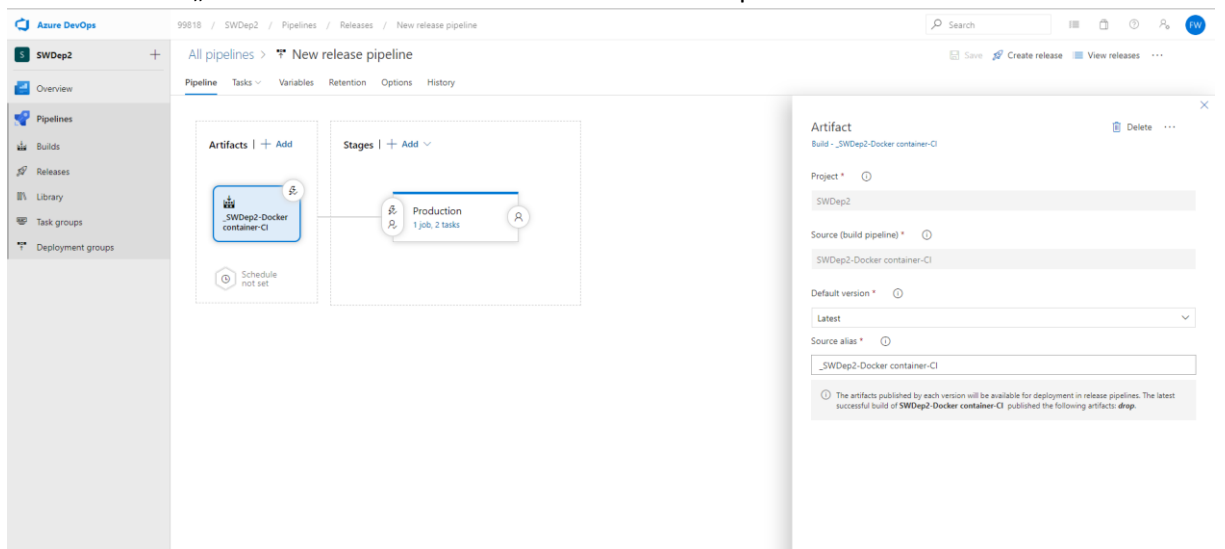 Azure DevOps
99818 / SWDep2 / Pipelines / Releases / New release pipeline
Search
FW
S SWDep2
All pipelines > New release pipeline
Save Create release View releases ...
Overview
Pipeline Tasks Variables Retention Options History
Pipelines
Builds
Releases
Library
Task groups
Deployment groups
Artifacts | + Add
Stages | + Add
_SWDep2-Docker
container-CI
Production
1 job, 2 tasks
Schedule
not set
Artifact
Delete ...
Build - _SWDep2-Docker container-CI
Project *
SWDep2
Source (build pipeline) *
SWDep2-Docker container-CI
Default version *
Latest
Source alias *
_SWDep2-Docker container-CI
The artifacts published by each version will be available for deployment in release pipelines. The latest
successful build of SWDep2-Docker container-CI published the following artifacts: drop.